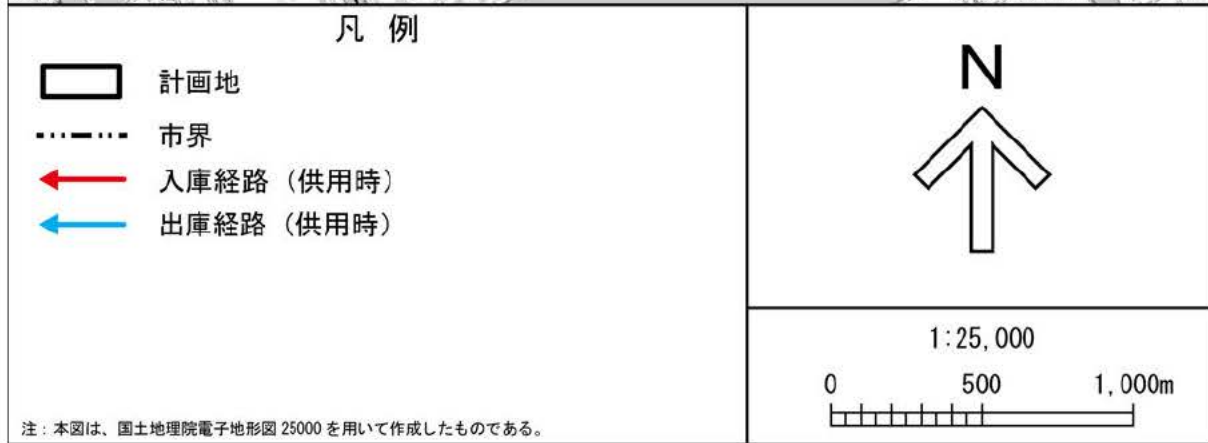 凡 例
計画地
市界
入庫経路（供用時）
出庫経路（供用時）
注：本図は、国土地理院電子地形図 25000 を用いて作成したものである。
N
1:25,000
0 500 1,000m